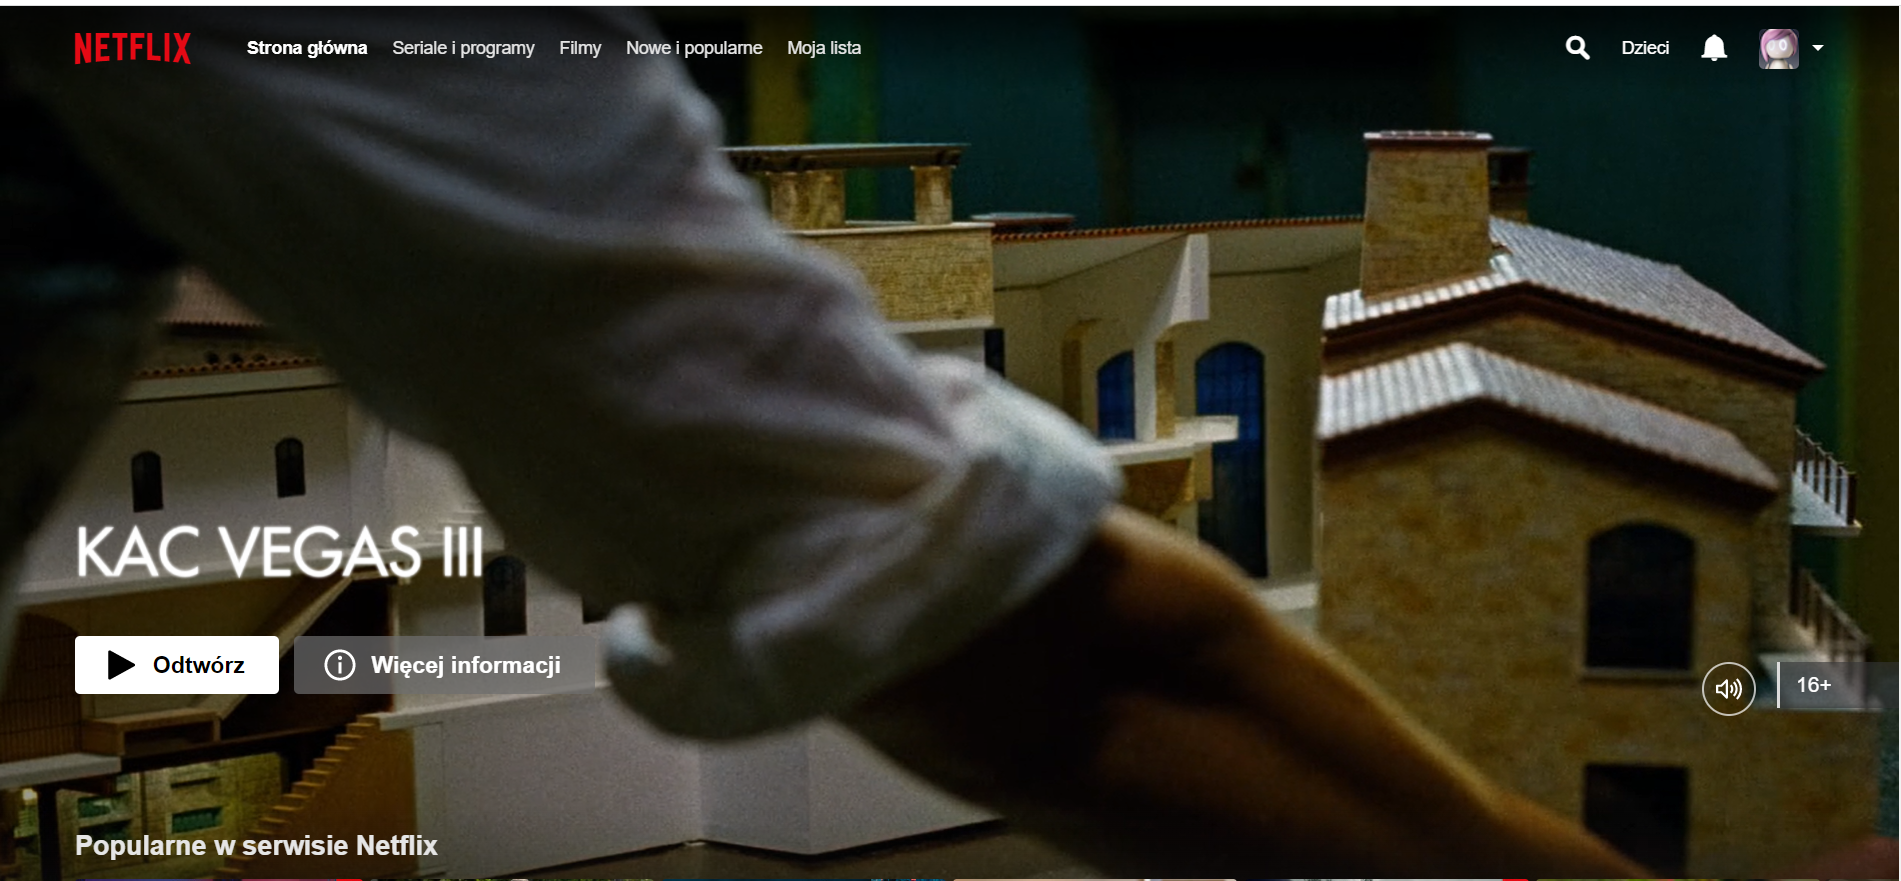 NETFLIX
Strona główna
Seriale i programy
Filmy
Nowe i popularne
Moja lista
Dzieci
KAC VEGAS III
Odtwórz
Więcej informacji
16+
Popularne w serwisie Netflix